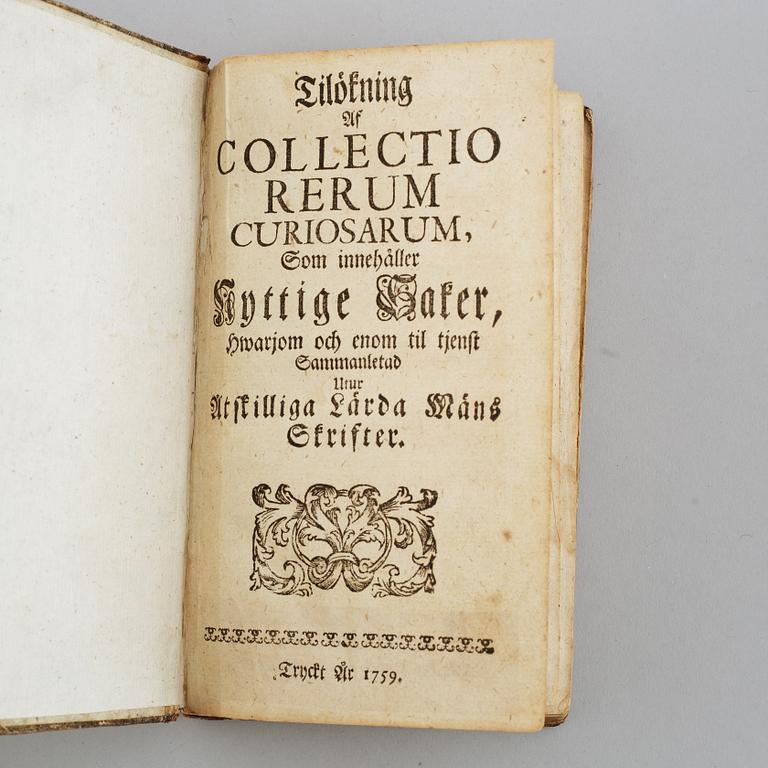 Tilökning
Af
COLLECTIO
RERUM
CURIOSARUM,
Som innehåller
Nyttige Saker,
Hwarjom och enom til tjenst
Sammanletad
Utur
Åtskilliga Lärda Mäns
Skrifter.
Tryckt År 1759.